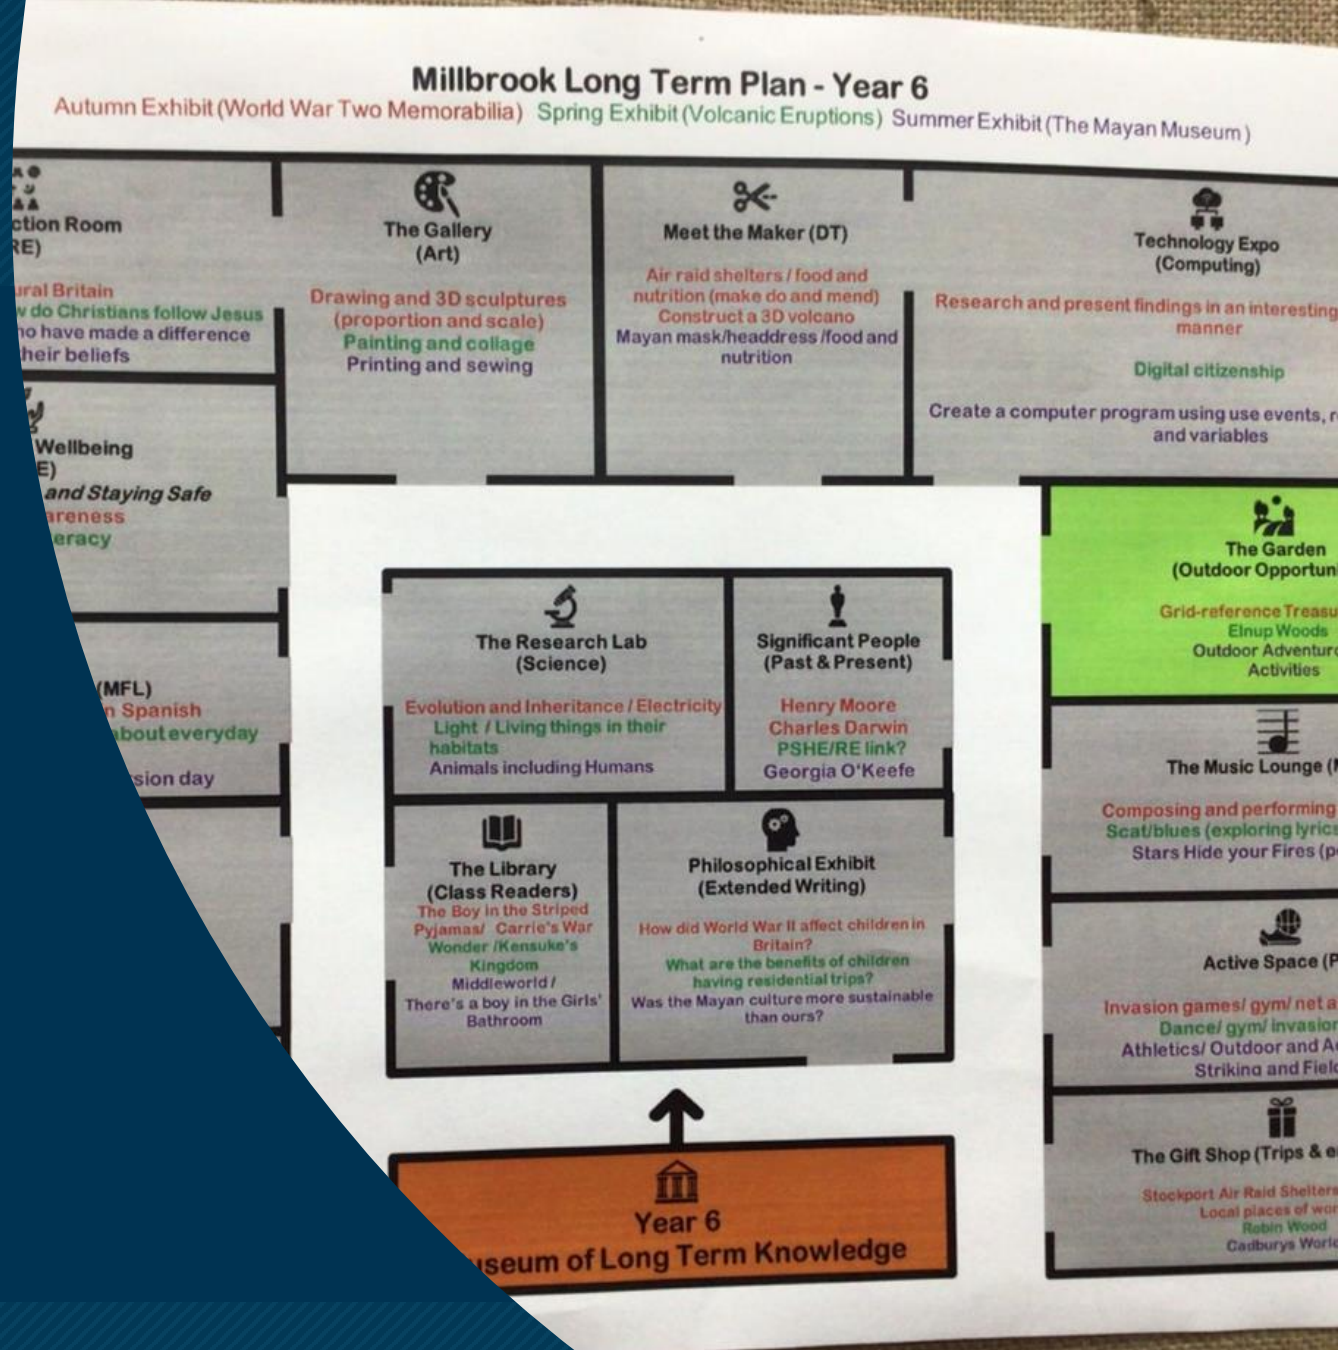 Millbrook Long Term Plan - Year 6
Autumn Exhibit (World War Two Memorabilia) Spring Exhibit (Volcanic Eruptions) Summer Exhibit (The Mayan Museum)
ction Room
RE)
ural Britain
w do Christians follow Jesus
no have made a difference
heir beliefs
The Gallery
(Art)
Drawing and 3D sculptures
(proportion and scale)
Painting and collage
Printing and sewing
Meet the Maker (DT)
Air raid shelters / food and
nutrition (make do and mend)
Construct a 3D volcano
Mayan mask/headdress /food and
nutrition
Technology Expo
(Computing)
Research and present findings in an interesting
manner
Digital citizenship
Create a computer program using use events, r
and variables
Wellbeing
E)
and Staying Safe
areness
eracy
(MFL)
n Spanish
about everyday
sion day
The Research Lab
(Science)
Evolution and Inheritance / Electricity
Light / Living things in their
habitats
Animals including Humans
Significant People
(Past & Present)
Henry Moore
Charles Darwin
PSHE/RE link?
Georgia O'Keefe
The Library
(Class Readers)
The Boy in the Striped
Pyjamas/ Carrie's War
Wonder /Kensuke's
Kingdom
Middleworld /
There's a boy in the Girls'
Bathroom
Philosophical Exhibit
(Extended Writing)
How did World War II affect children in
Britain?
What are the benefits of children
having residential trips?
Was the Mayan culture more sustainable
than ours?
Year 6
useum of Long Term Knowledge
The Garden
(Outdoor Opportuni
Grid-reference Treasu
Elnup Woods
Outdoor Adventure
Activities
The Music Lounge (M
Composing and performing
Scat/blues (exploring lyrics
Stars Hide your Fires (p
Active Space (P
Invasion games/ gym/ net a
Dance/ gym/ invasion
Athletics/ Outdoor and A
Striking and Field
The Gift Shop (Trips & e
Stockport Air Raid Shelters
Local places of wor
Robin Wood
Cadburys World